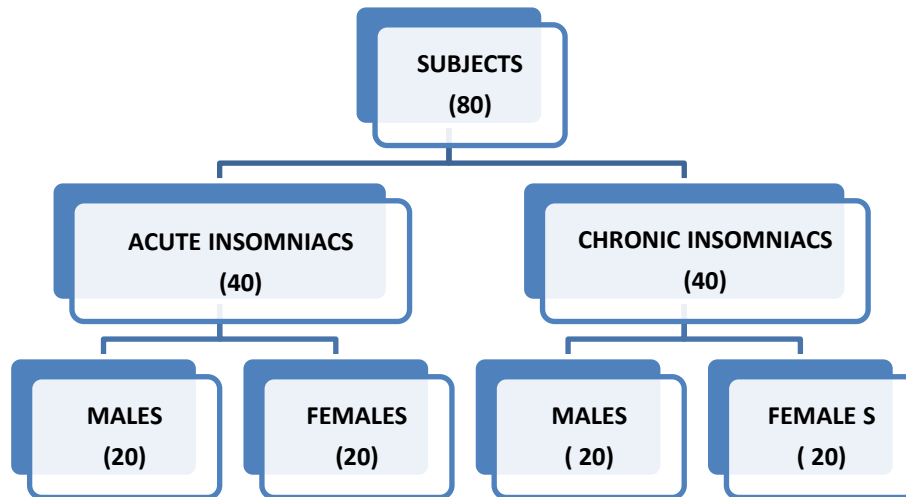 SUBJECTS
(80)
ACUTE INSOMNIACS
(40)
CHRONIC INSOMNIACS
(40)
MALES
(20)
FEMALES
(20)
MALES
( 20)
FEMALE S
( 20)